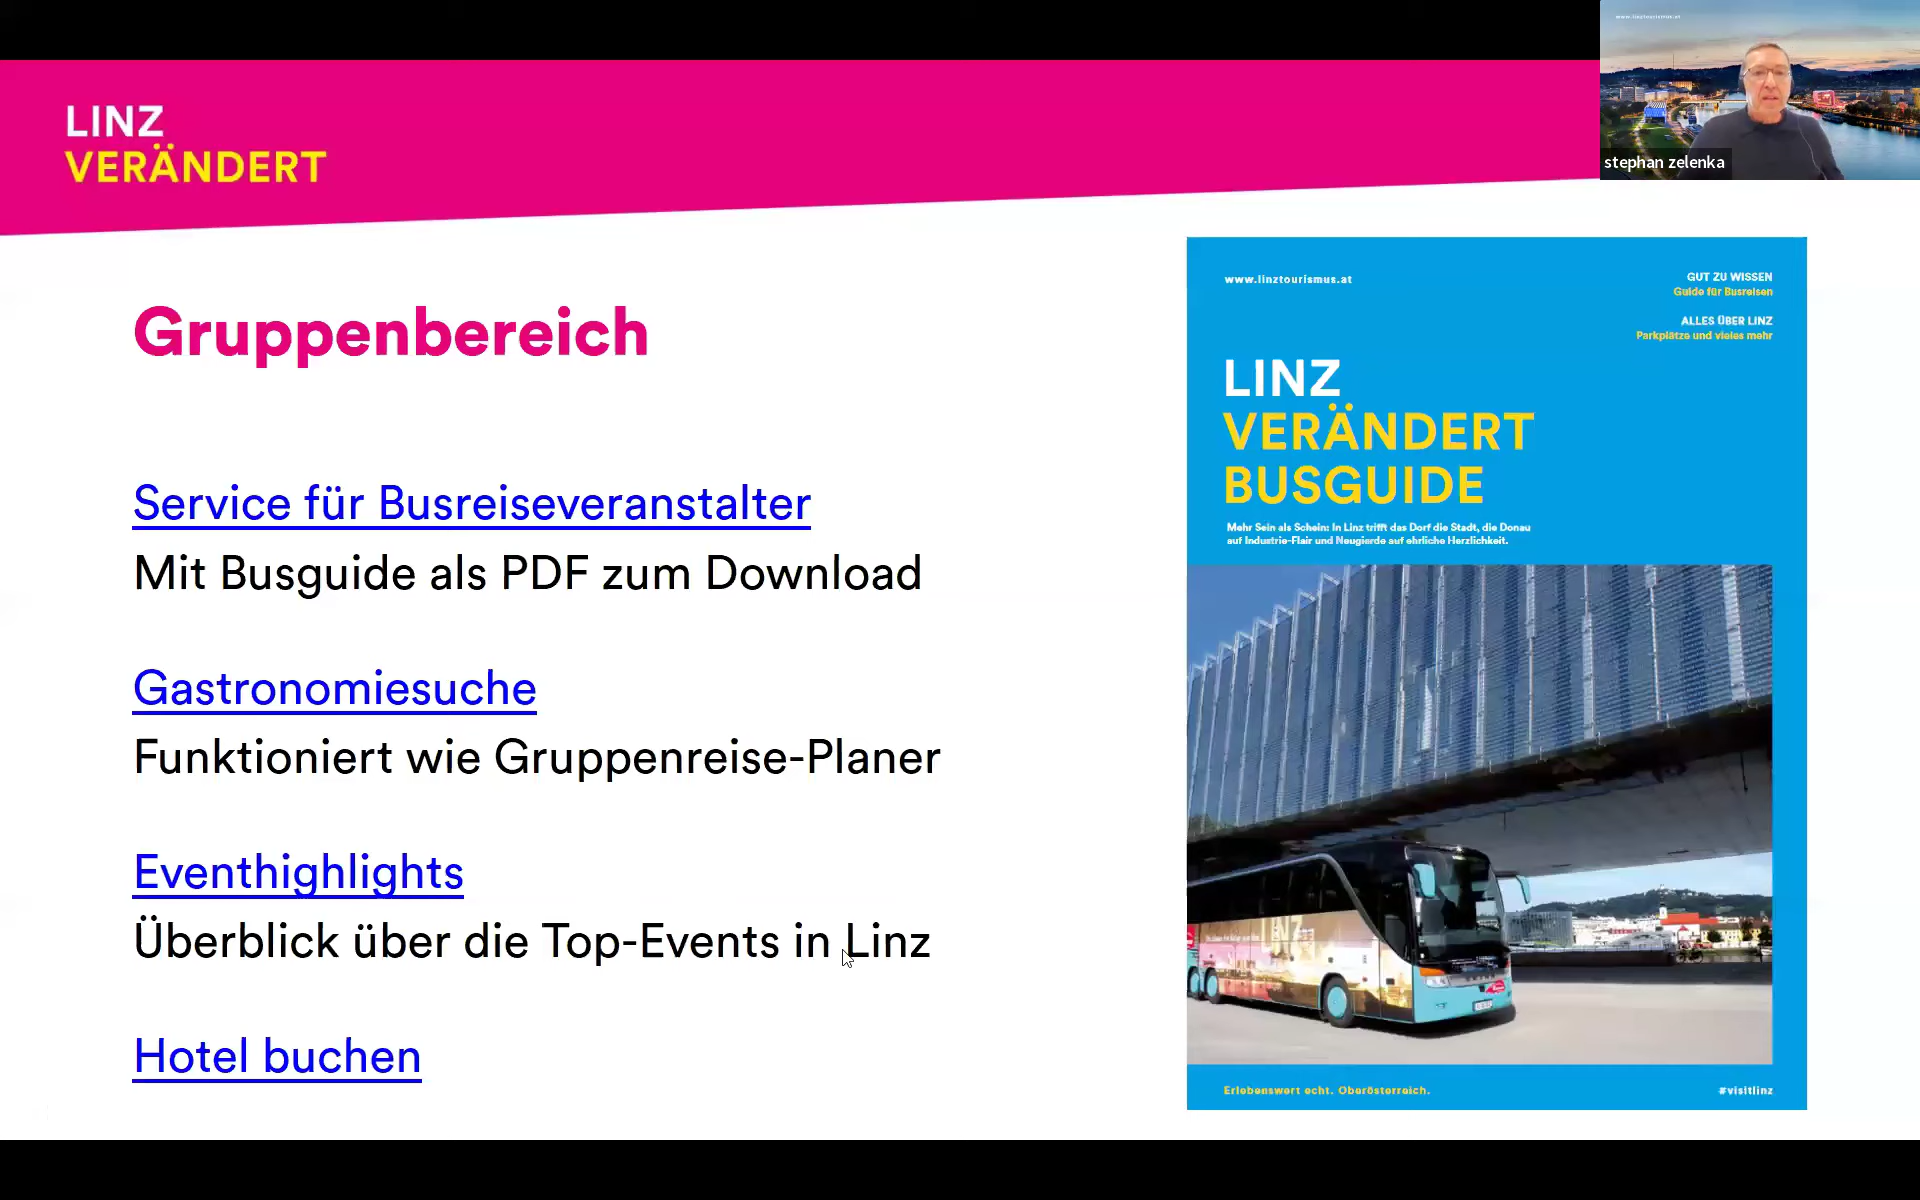 www.linztourismus.at
stephan zelenka
LINZ
VERÄNDERT
Gruppenbereich
Service für Busreiseveranstalter
Mit Busguide als PDF zum Download
Gastronomiesuche
Funktioniert wie Gruppenreise-Planer
Eventhighlights
Überblick über die Top-Events in Linz
Hotel buchen
www.linztourismus.at
GUT ZU WISSEN
Guide für Busreisen
ALLES ÜBER LINZ
Parkplätze und vieles mehr
LINZ
VERÄNDERT
BUSGUIDE
Mehr Sein als Schein: In Linz trifft das Dorf die Stadt, die Donau
auf Industrie-Flair und Neugierde auf ehrliche Herzlichkeit.
Erlebenswert echt. Oberösterreich.
#visitlinz